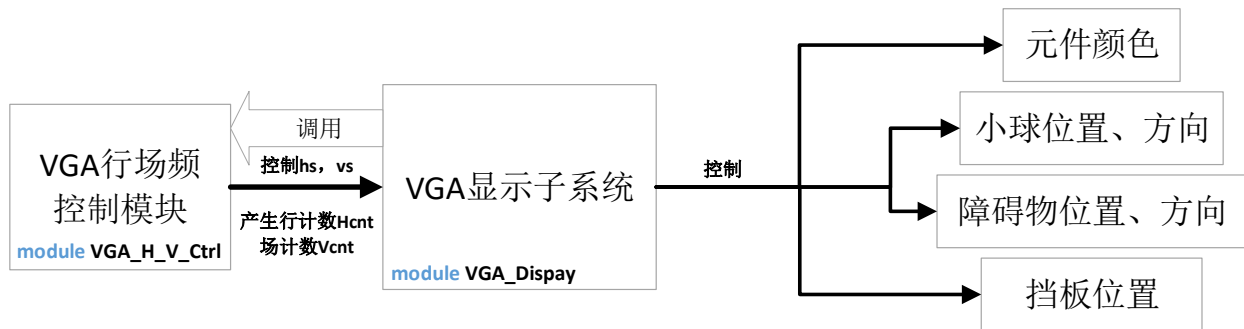 VGA行场频
控制模块
module VGA_H_V_Ctrl
调用
控制hs，vs
产生行计数Hcnt
场计数Vcnt
VGA显示子系统
module VGA_Dispay
控制
元件颜色
小球位置、方向
障碍物位置、方向
挡板位置